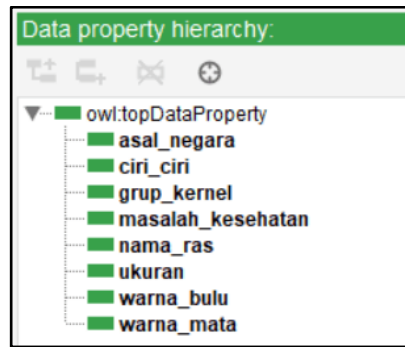 Data property hierarchy:
owl:topDataProperty
asal_negara
ciri_ciri
grup_kernel
masalah_kesehatan
nama_ras
ukuran
warna_bulu
warna_mata